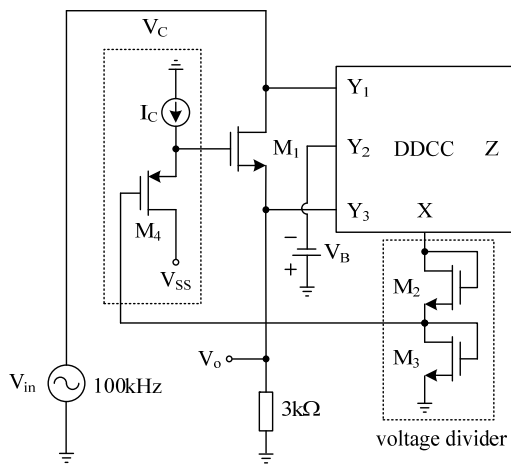 V_C
I_C
M_1
M_4
V_SS
Y_1
Y_2
DDCC
Z
Y_3
X
V_B
−
+
M_2
M_3
V_o
V_in
100kHz
3kΩ
voltage divider